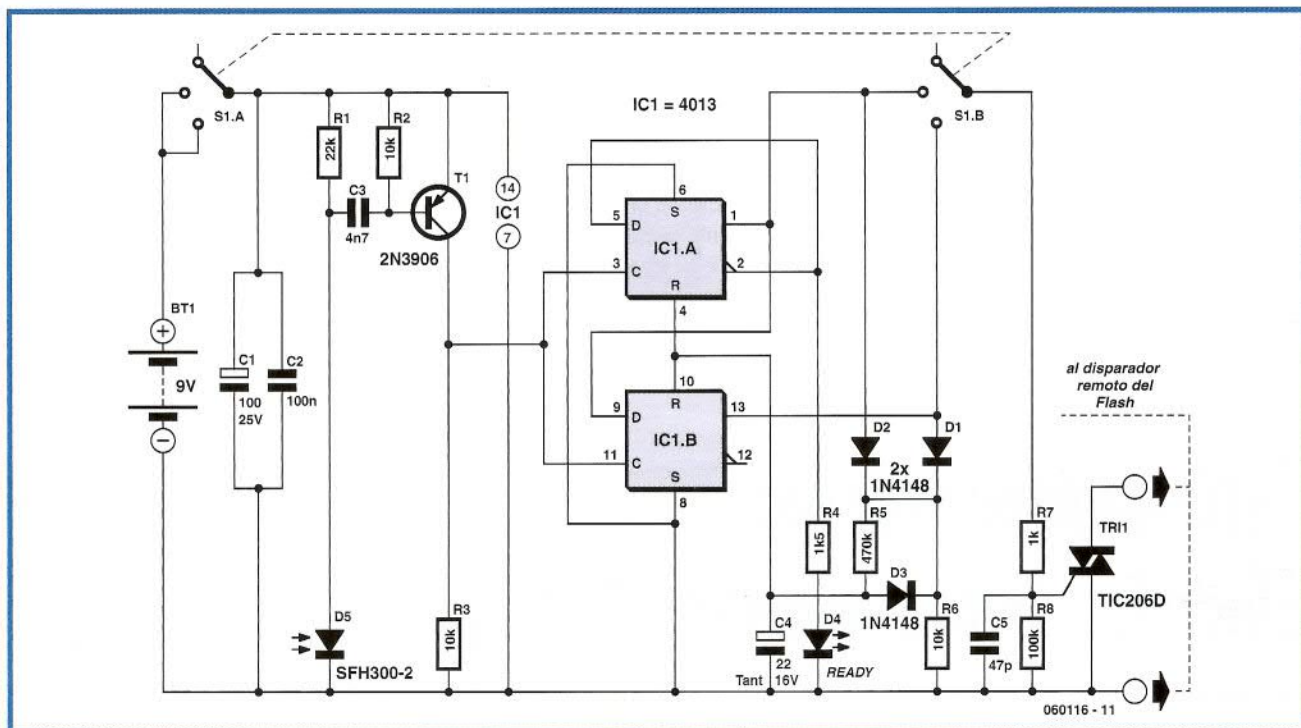 S1.A
R1
22k
R2
10k
T1
C3
4n7
2N3906
14
IC1
7
BT1
+
9V
−
C1
100
25V
C2
100n
D5
SFH300-2
R3
10k
IC1 = 4013
6
S
5
D
1
IC1.A
3
C
2
R
4
10
R
9
D
13
IC1.B
11
C
12
S
8
S1.B
D2
D1
2x
1N4148
R4
1k5
R5
470k
D3
1N4148
C4
22
Tant
16V
D4
READY
R6
10k
R7
1k
C5
47p
R8
100k
TRI1
TIC206D
al disparador
remoto del
Flash
060116 - 11